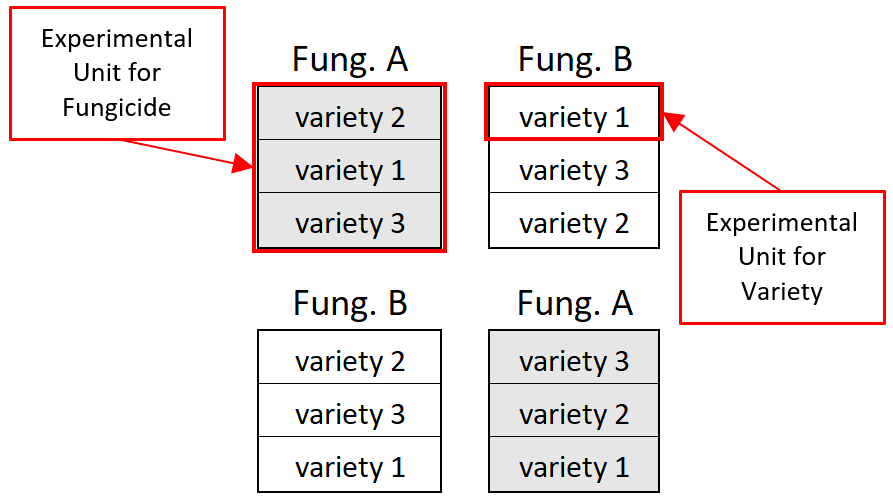 Experimental
Unit for
Fungicide
Fung. A
variety 2
variety 1
variety 3
Fung. B
variety 1
variety 3
variety 2
Experimental
Unit for
Variety
Fung. B
variety 2
variety 3
variety 1
Fung. A
variety 3
variety 2
variety 1